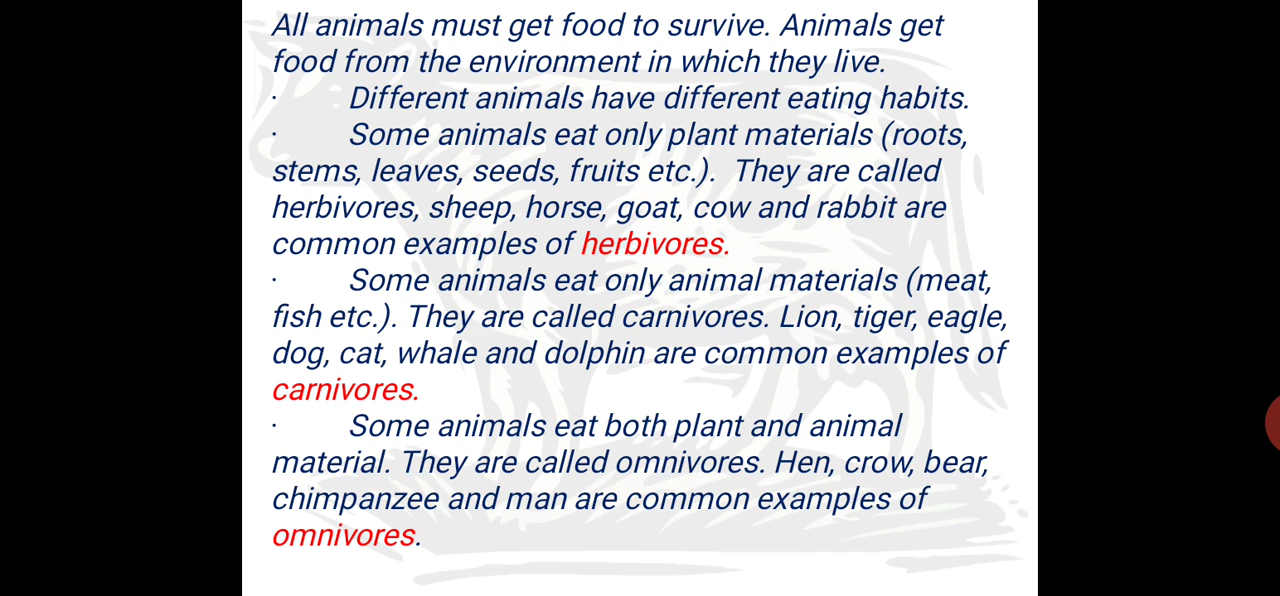 All animals must get food to survive. Animals get
food from the environment in which they live.
· Different animals have different eating habits.
· Some animals eat only plant materials (roots,
stems, leaves, seeds, fruits etc.). They are called
herbivores, sheep, horse, goat, cow and rabbit are
common examples of herbivores.
· Some animals eat only animal materials (meat,
fish etc.). They are called carnivores. Lion, tiger, eagle,
dog, cat, whale and dolphin are common examples of
carnivores.
· Some animals eat both plant and animal
material. They are called omnivores. Hen, crow, bear,
chimpanzee and man are common examples of
omnivores.